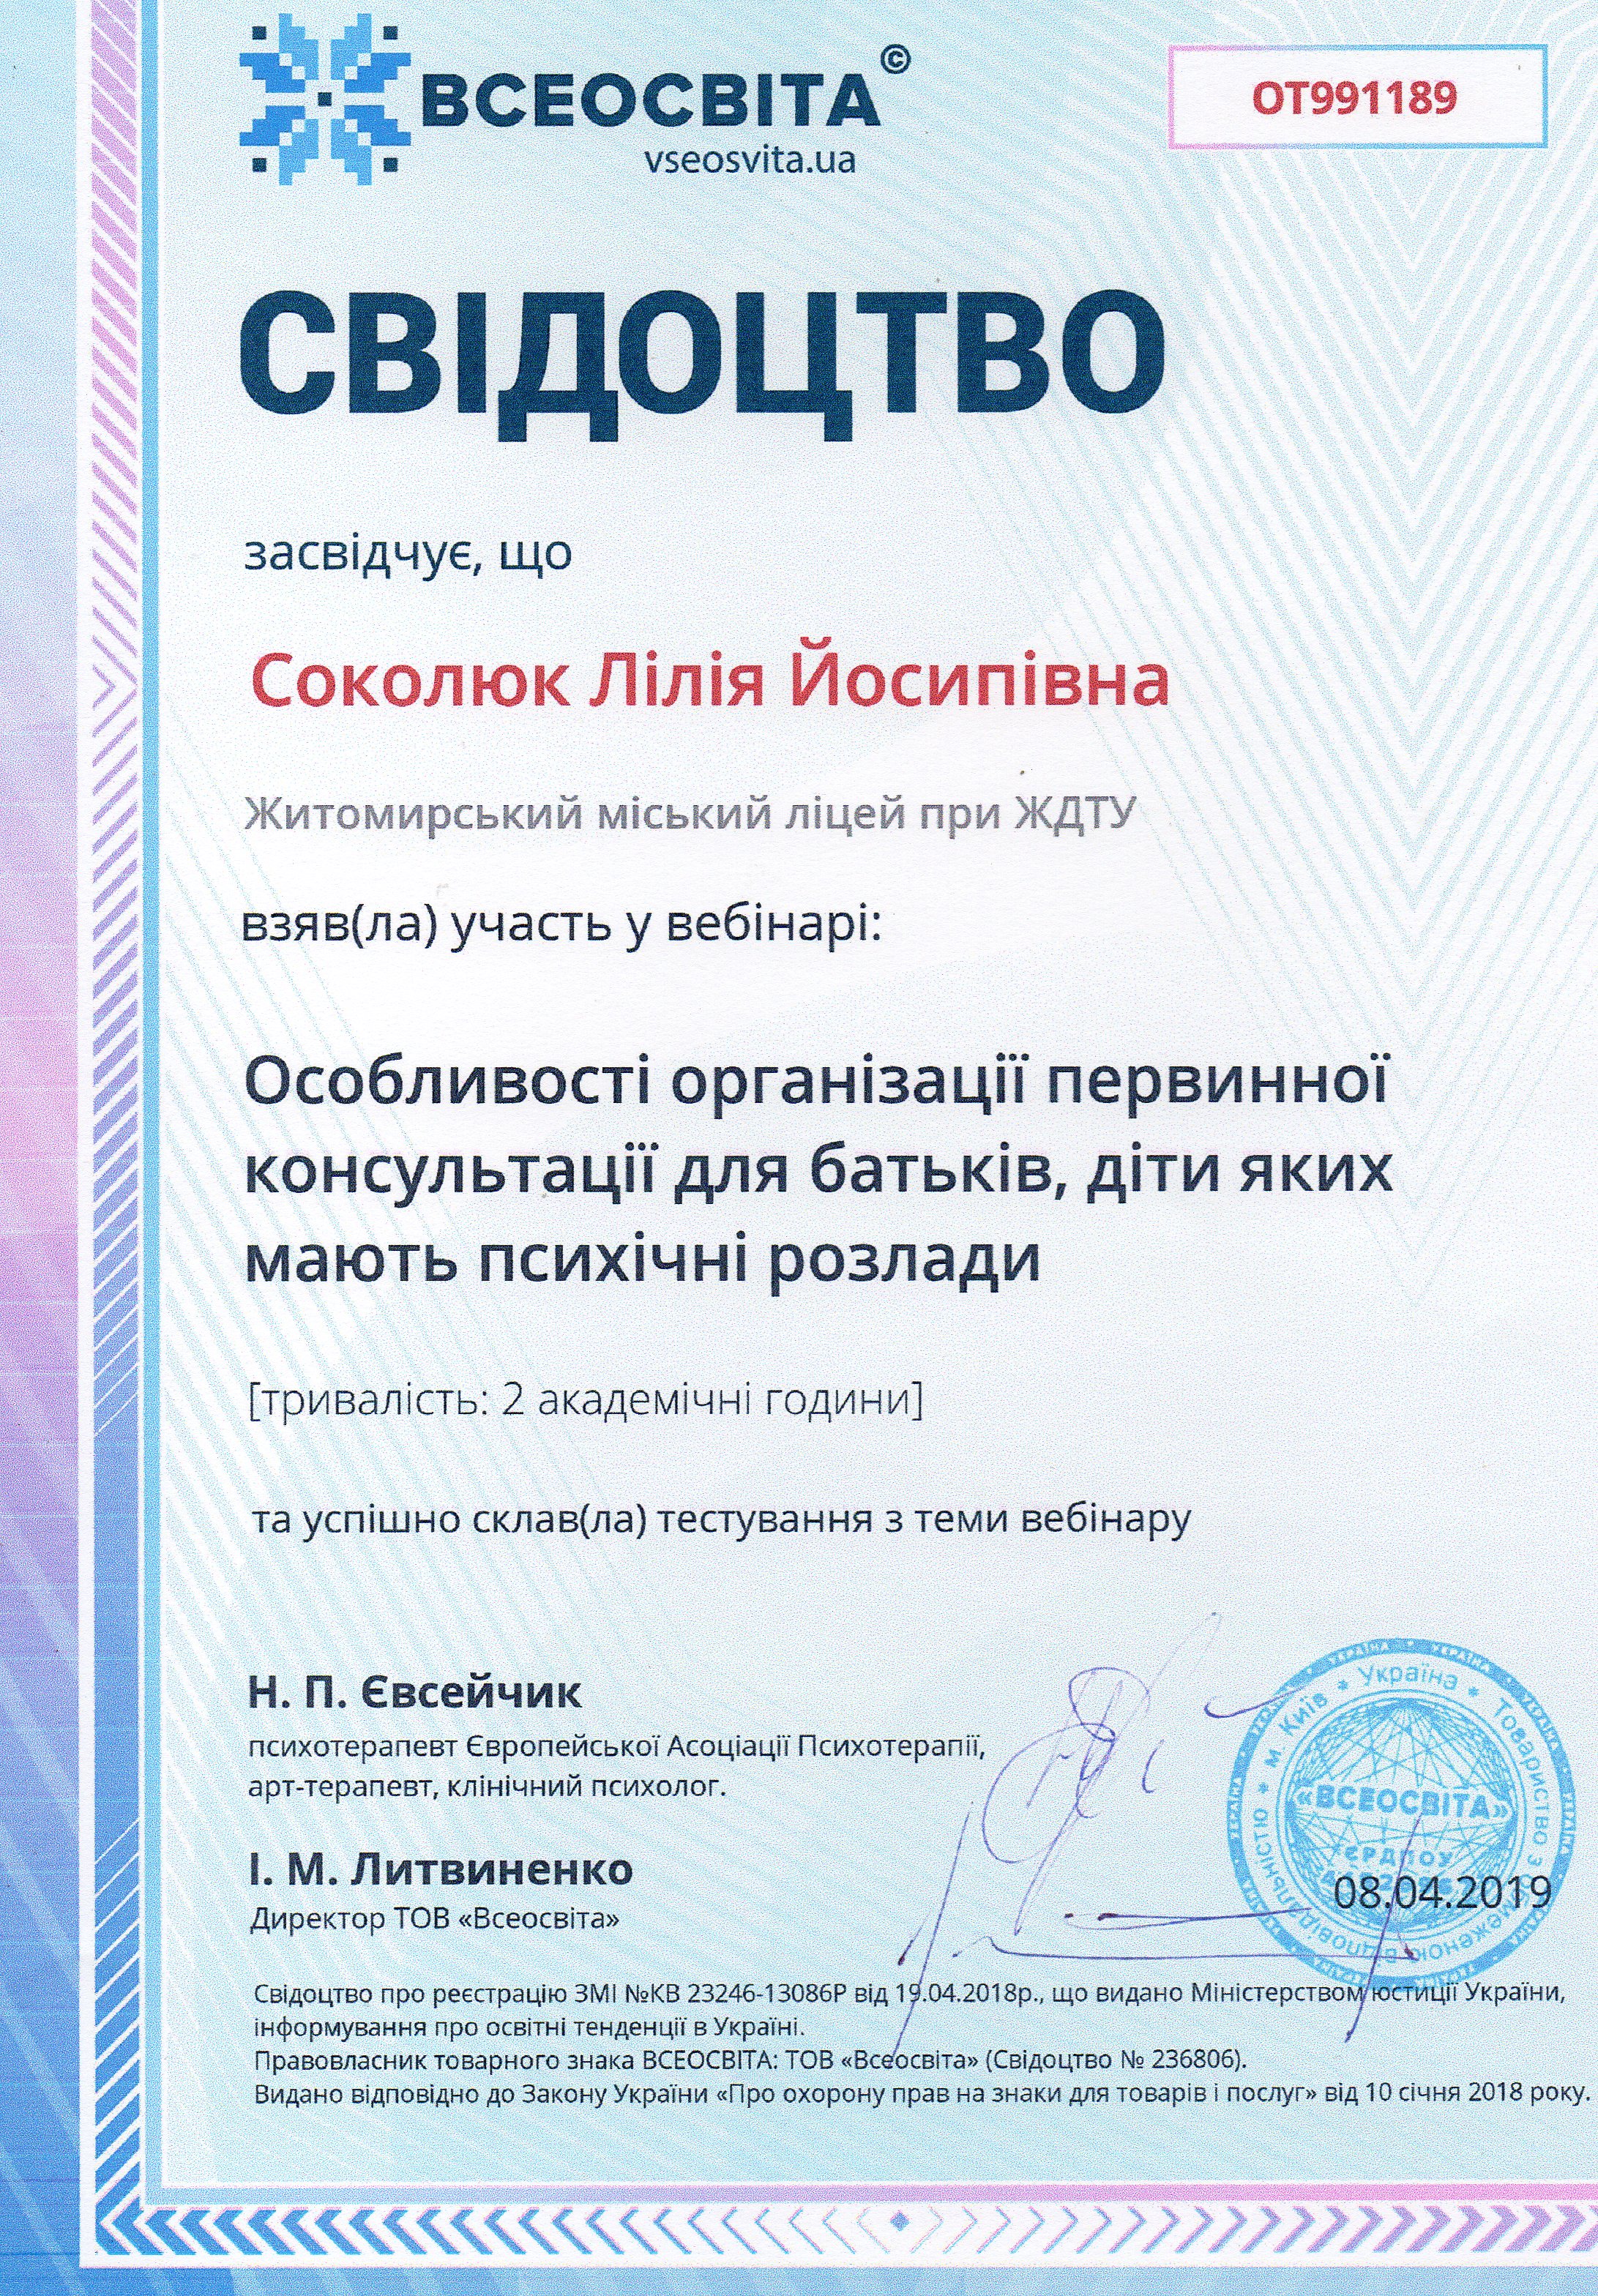 ВСЕОСВІТА©
vseosvita.ua
ОТ991189
СВІДОЦТВО
засвідчує, що
Соколюк Лілія Йосипівна
Житомирський міський ліцей при ЖДТУ
взяв(ла) участь у вебінарі:
Особливості організації первинної
консультації для батьків, діти яких
мають психічні розлади
[тривалість: 2 академічні години]
та успішно склав(ла) тестування з теми вебінару
Н. П. Євсейчик
психотерапевт Європейської Асоціації Психотерапії,
арт-терапевт, клінічний психолог.
І. М. Литвиненко
Директор ТОВ «Всеосвіта»
Україна * Товариство з обмеженою відповідальністю * м. Київ *
«ВСЕОСВІТА»
ЄРДПОУ
08.04.2019
Свідоцтво про реєстрацію ЗМІ №КВ 23246-13086Р від 19.04.2018р., що видано Міністерством юстиції України,
інформування про освітні тенденції в Україні.
Правовласник товарного знака ВСЕОСВІТА: ТОВ «Всеосвіта» (Свідоцтво № 236806).
Видано відповідно до Закону України «Про охорону прав на знаки для товарів і послуг» від 10 січня 2018 року.